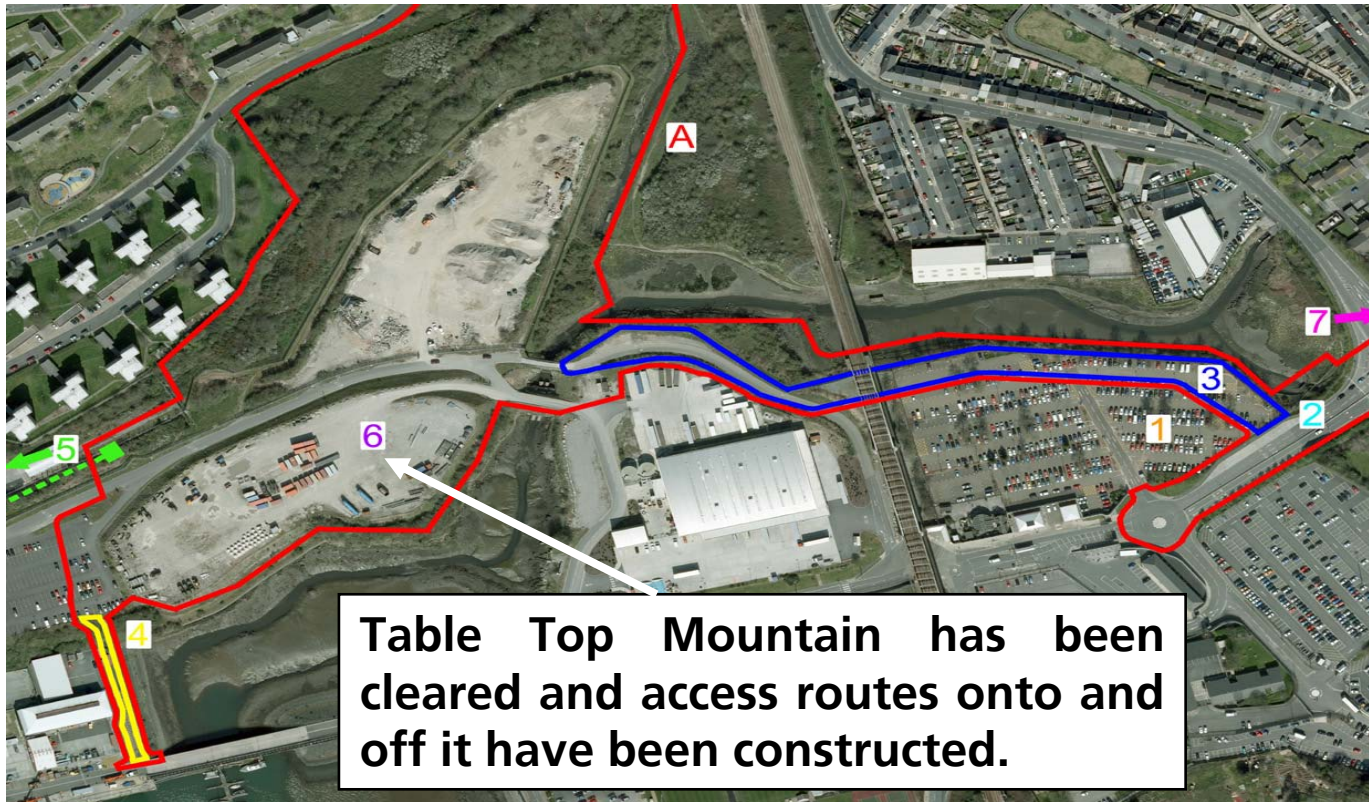 A
7
3
2
1
5
6
4
Table Top Mountain has been
cleared and access routes onto and
off it have been constructed.